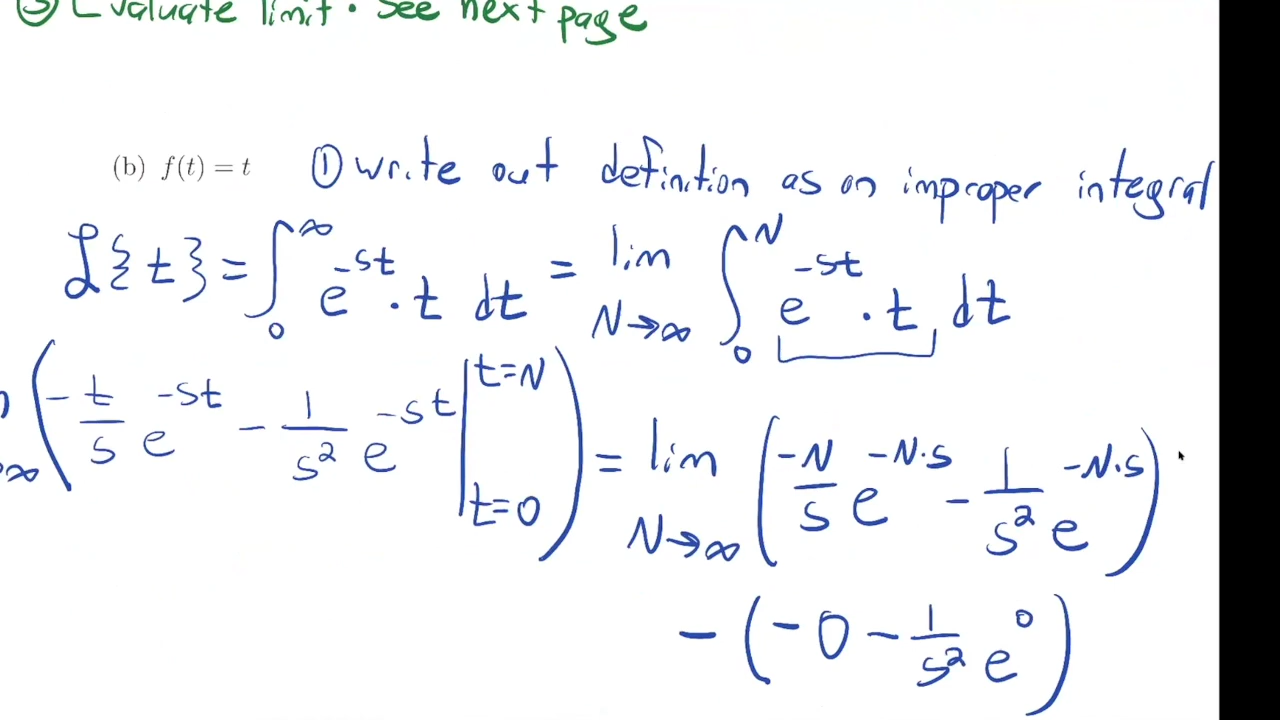 ③ Evaluate limit. See next page
(b) f(t) = t ① write out definition as an improper integral
ℒ{t} = ∫₀^∞ e^{-st} · t dt = lim_{N→∞} ∫₀^N e^{-st} · t dt
( -t/s e^{-st} - 1/s² e^{-st} |_{t=0}^{t=N} ) = lim_{N→∞} ( -N/s e^{-N·s} - 1/s² e^{-N·s} )
- ( -0 - 1/s² e^0 )